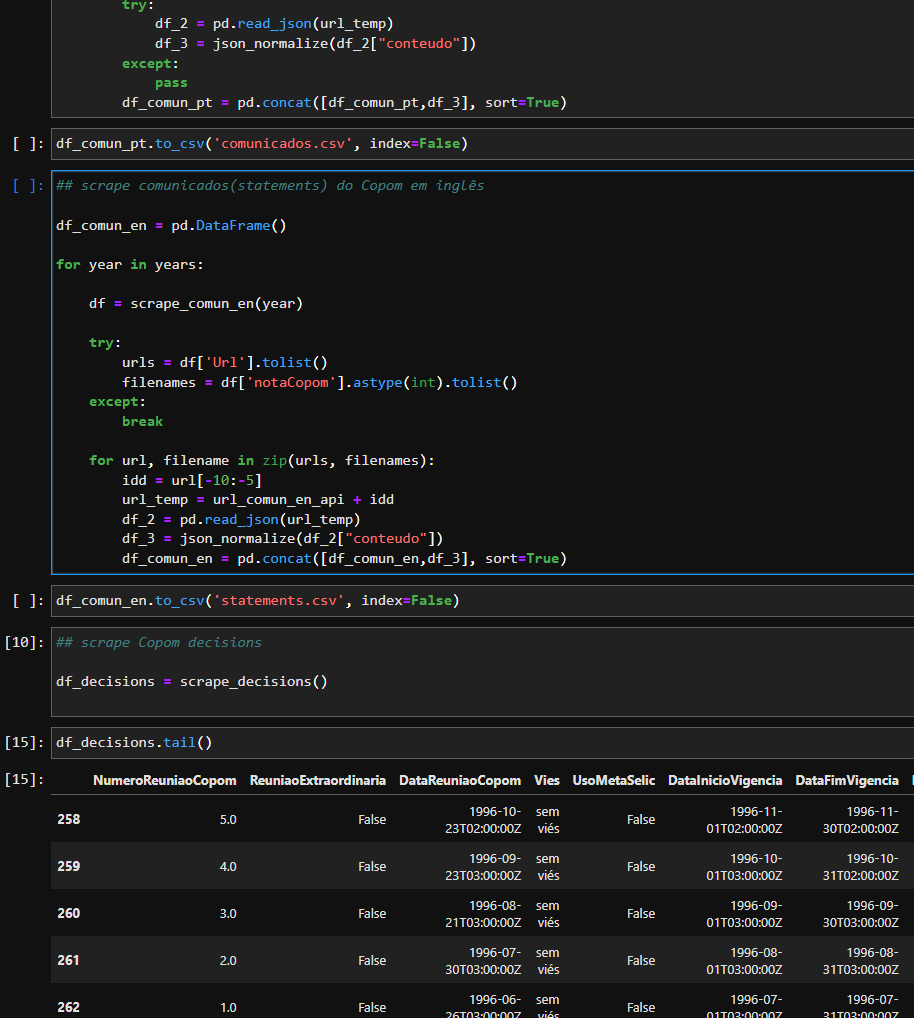 try:
df_2 = pd.read_json(url_temp)
df_3 = json_normalize(df_2["conteudo"])
except:
pass
df_comun_pt = pd.concat([df_comun_pt,df_3], sort=True)
[ ]: df_comun_pt.to_csv('comunicados.csv', index=False)
[ ]: ## scrape comunicados(statements) do Copom em inglês
df_comun_en = pd.DataFrame()
for year in years:
df = scrape_comun_en(year)
try:
urls = df['Url'].tolist()
filenames = df['notaCopom'].astype(int).tolist()
except:
break
for url, filename in zip(urls, filenames):
idd = url[-10:-5]
url_temp = url_comun_en_api + idd
df_2 = pd.read_json(url_temp)
df_3 = json_normalize(df_2["conteudo"])
df_comun_en = pd.concat([df_comun_en,df_3], sort=True)
[ ]: df_comun_en.to_csv('statements.csv', index=False)
[10]: ## scrape Copom decisions
df_decisions = scrape_decisions()
[15]: df_decisions.tail()
[15]: NumeroReuniaoCopom ReuniaoExtraordinaria DataReuniaoCopom Vies UsoMetaSelic DataInicioVigencia DataFimVigencia
258 5.0 False 1996-10-23T02:00:00Z sem viés False 1996-11-01T02:00:00Z 1996-11-30T02:00:00Z
259 4.0 False 1996-09-23T03:00:00Z sem viés False 1996-10-01T03:00:00Z 1996-10-31T02:00:00Z
260 3.0 False 1996-08-21T03:00:00Z sem viés False 1996-09-01T03:00:00Z 1996-09-30T03:00:00Z
261 2.0 False 1996-07-30T03:00:00Z sem viés False 1996-08-01T03:00:00Z 1996-08-31T03:00:00Z
262 1.0 False 1996-06-26T03:00:00Z sem viés False 1996-07-01T03:00:00Z 1996-07-31T03:00:00Z